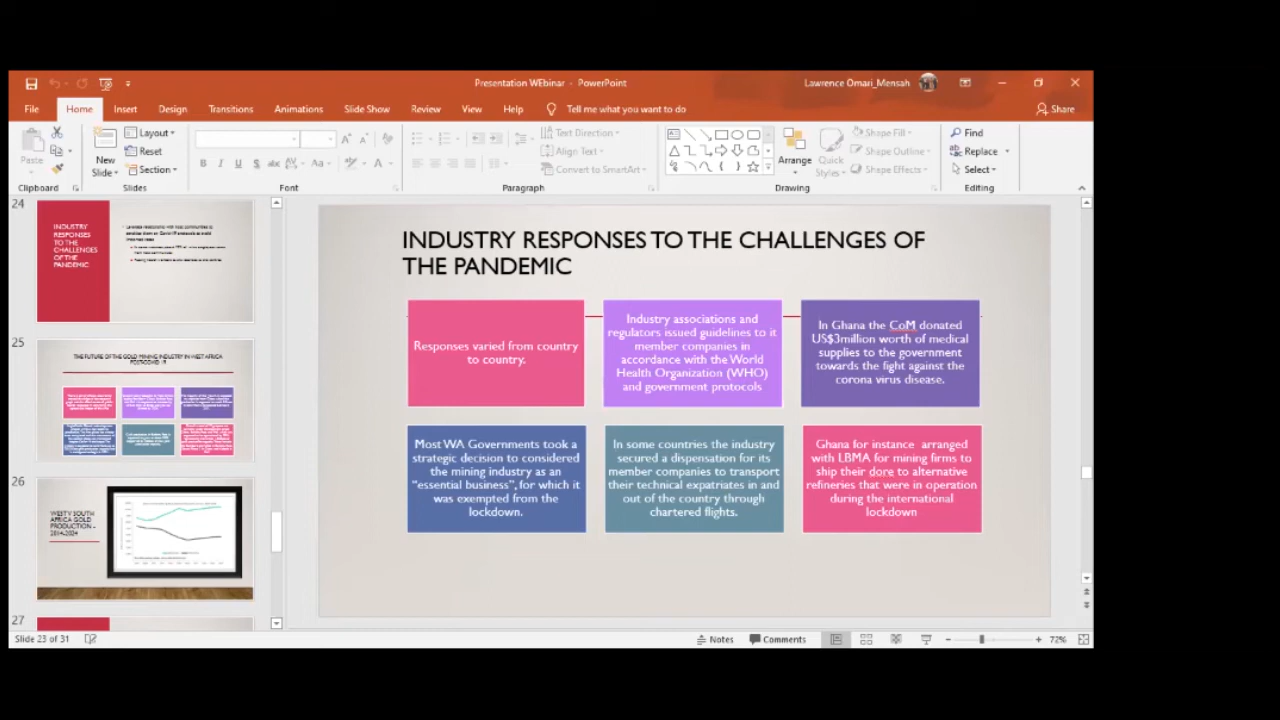 Presentation WEbinar - PowerPoint
Lawrence Omari_Mensah
File Home Insert Design Transitions Animations Slide Show Review View Help Tell me what you want to do Share
Paste
New
Slide
Layout
Reset
Section
Text Direction
Align Text
Convert to SmartArt
Arrange
Quick
Styles
Shape Fill
Shape Outline
Shape Effects
Find
Replace
Select
Clipboard Slides Font Paragraph Drawing Editing
24
INDUSTRY
RESPONSES
TO THE
CHALLENGES
OF THE
PANDEMIC
25
THE FUTURE OF THE GOLD MINING INDUSTRY IN WEST AFRICA
26
AFRICA GOLD
PRODUCTION -
2014-2024
27
INDUSTRY RESPONSES TO THE CHALLENGES OF
THE PANDEMIC
Responses varied from country
to country.
Industry associations and
regulators issued guidelines to it
member companies in
accordance with the World
Health Organization (WHO)
and government protocols
In Ghana the CoM donated
US$3million worth of medical
supplies to the government
towards the fight against the
corona virus disease.
Most WA Governments took a
strategic decision to considered
the mining industry as an
“essential business”, for which it
was exempted from the
lockdown.
In some countries the industry
secured a dispensation for its
member companies to transport
their technical expatriates in and
out of the country through
chartered flights.
Ghana for instance arranged
with LBMA for mining firms to
ship their dore to alternative
refineries that were in operation
during the international
lockdown
Slide 23 of 31
Notes
Comments
72%